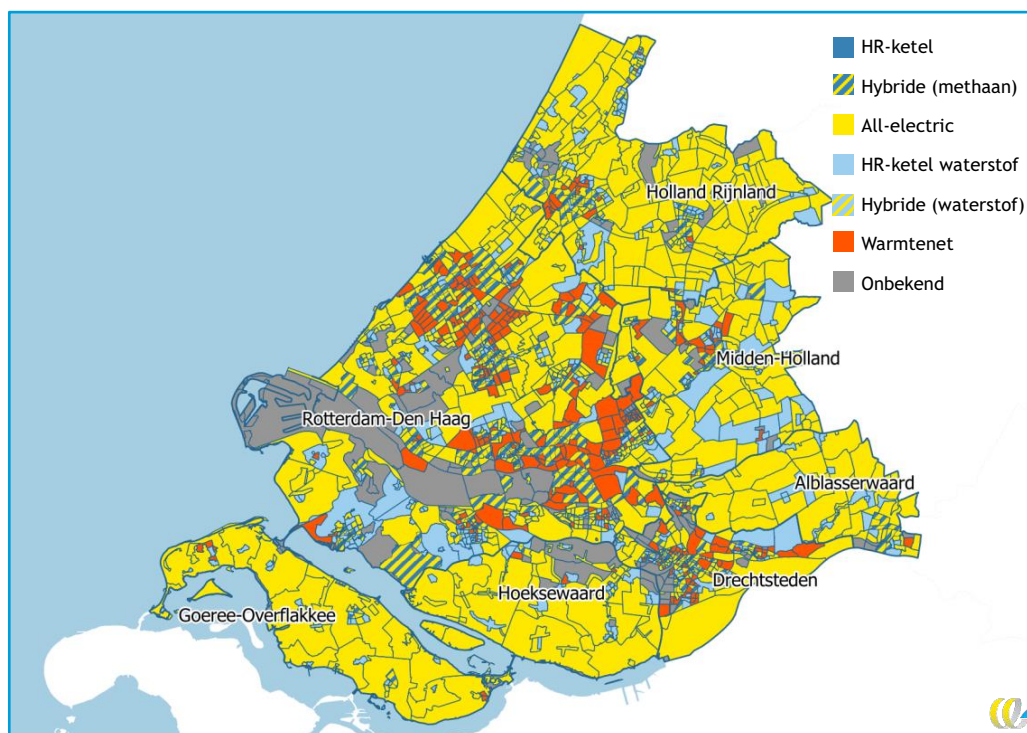 HR-ketel
Hybride (methaan)
All-electric
HR-ketel waterstof
Hybride (waterstof)
Warmtenet
Onbekend
Holland Rijnland
Midden-Holland
Rotterdam-Den Haag
Alblasserwaard
Drechtsteden
Hoeksewaard
Goeree-Overflakkee